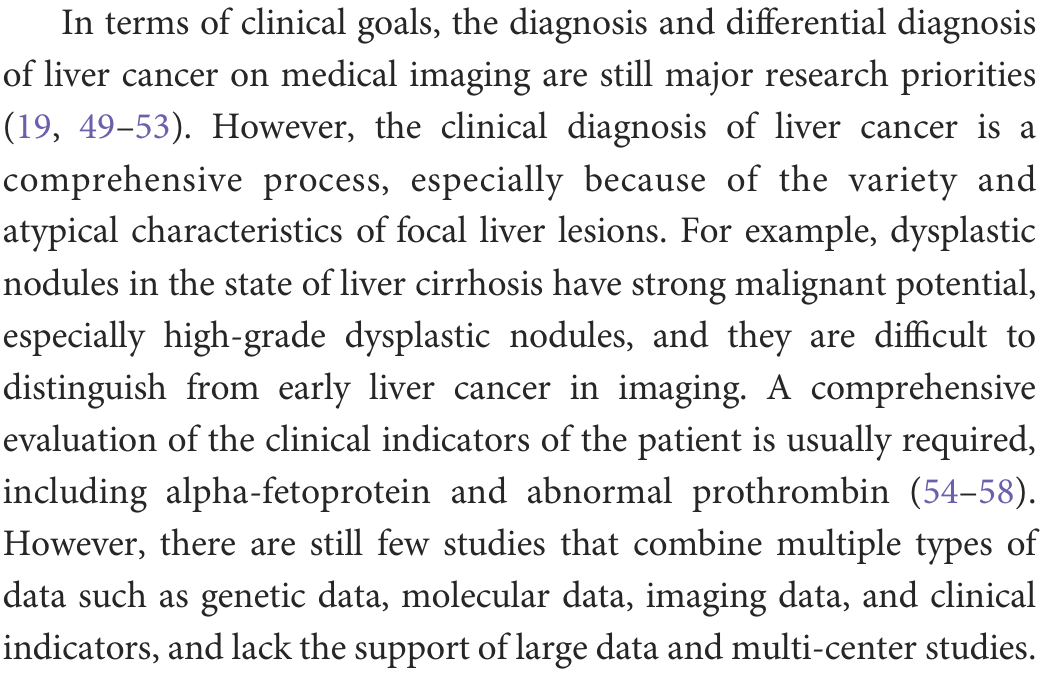 In terms of clinical goals, the diagnosis and differential diagnosis
of liver cancer on medical imaging are still major research priorities
(19, 49–53). However, the clinical diagnosis of liver cancer is a
comprehensive process, especially because of the variety and
atypical characteristics of focal liver lesions. For example, dysplastic
nodules in the state of liver cirrhosis have strong malignant potential,
especially high-grade dysplastic nodules, and they are difficult to
distinguish from early liver cancer in imaging. A comprehensive
evaluation of the clinical indicators of the patient is usually required,
including alpha-fetoprotein and abnormal prothrombin (54–58).
However, there are still few studies that combine multiple types of
data such as genetic data, molecular data, imaging data, and clinical
indicators, and lack the support of large data and multi-center studies.